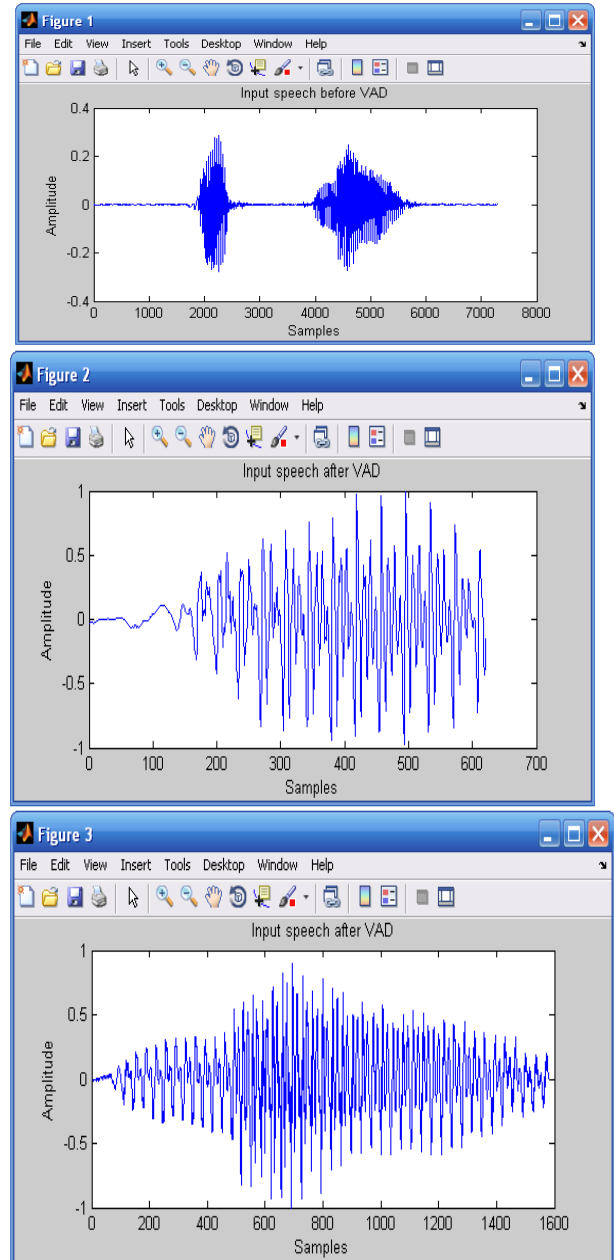 Figure 1
File Edit View Insert Tools Desktop Window Help
Input speech before VAD
Amplitude
0.4
0.2
0
-0.2
-0.4
0 1000 2000 3000 4000 5000 6000 7000 8000
Samples
Figure 2
File Edit View Insert Tools Desktop Window Help
Input speech after VAD
Amplitude
1
0.5
0
-0.5
-1
0 100 200 300 400 500 600 700
Samples
Figure 3
File Edit View Insert Tools Desktop Window Help
Input speech after VAD
Amplitude
1
0.5
0
-0.5
-1
0 200 400 600 800 1000 1200 1400 1600
Samples